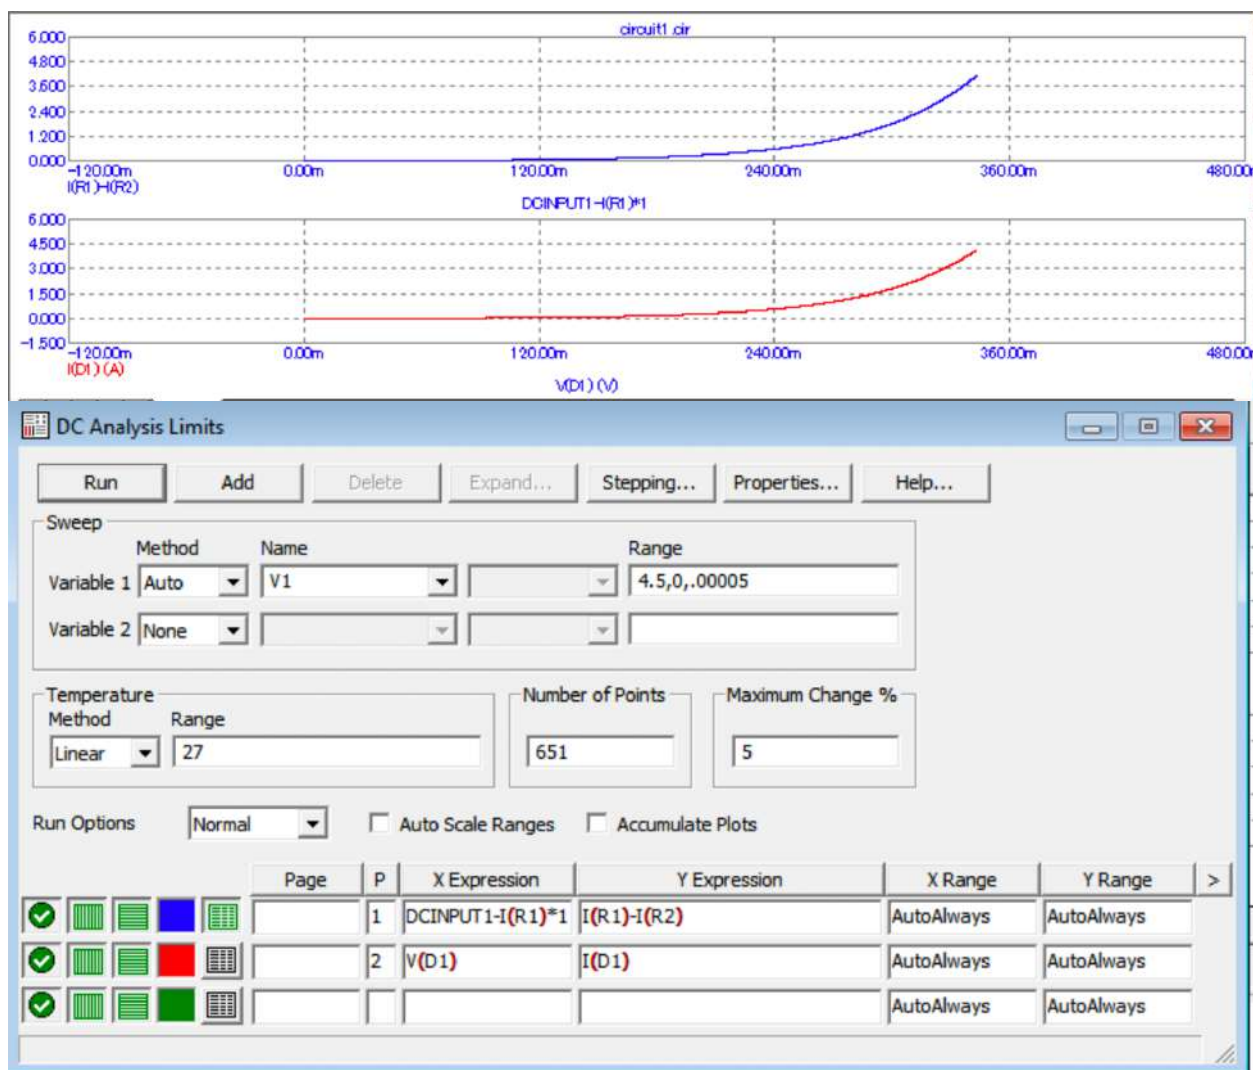 circuit1.cir
6.000
4.800
3.600
2.400
1.200
0.000
-120.00m 0.00m 120.00m 240.00m 360.00m 480.00
I(R1)-I(R2)
DCINPUT1-I(R1)*1
6.000
4.500
3.000
1.500
0.000
-1.500
-120.00m 0.00m 120.00m 240.00m 360.00m 480.00
I(D1) (A)
V(D1) (V)
DC Analysis Limits
Run Add Delete Expand... Stepping... Properties... Help...
Sweep
Method Name Range
Variable 1 Auto V1 4.5,0,.00005
Variable 2 None
Temperature Number of Points Maximum Change %
Method Range
Linear 27 651 5
Run Options Normal Auto Scale Ranges Accumulate Plots
Page P X Expression Y Expression X Range Y Range >
1 DCINPUT1-I(R1)*1 I(R1)-I(R2) AutoAlways AutoAlways
2 V(D1) I(D1) AutoAlways AutoAlways
AutoAlways AutoAlways